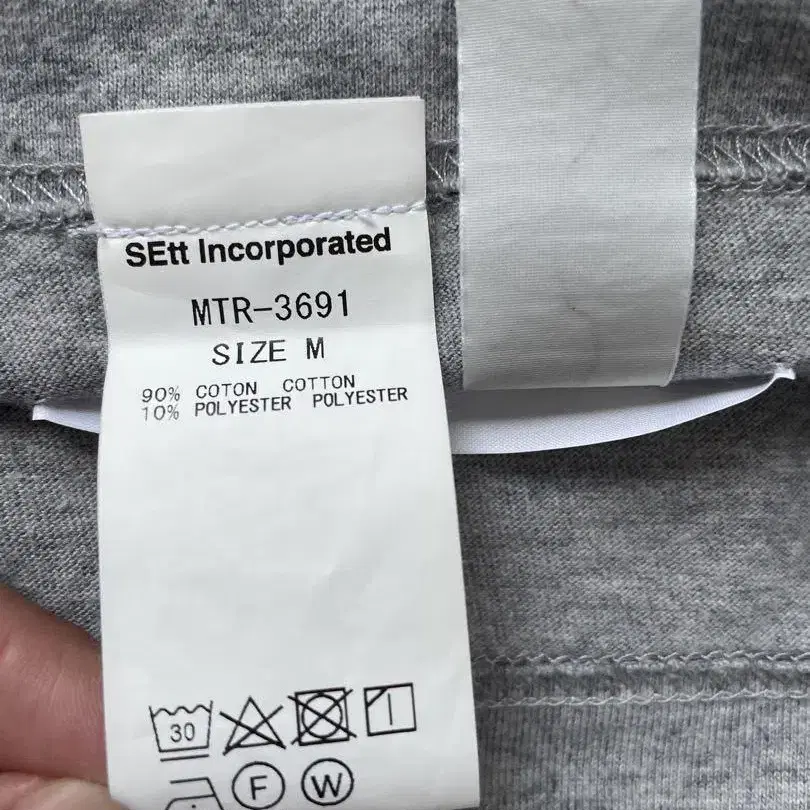 SEtt Incorporated
MTR-3691
SIZE M
90% COTON COTTON
10% POLYESTER POLYESTER
30
F W